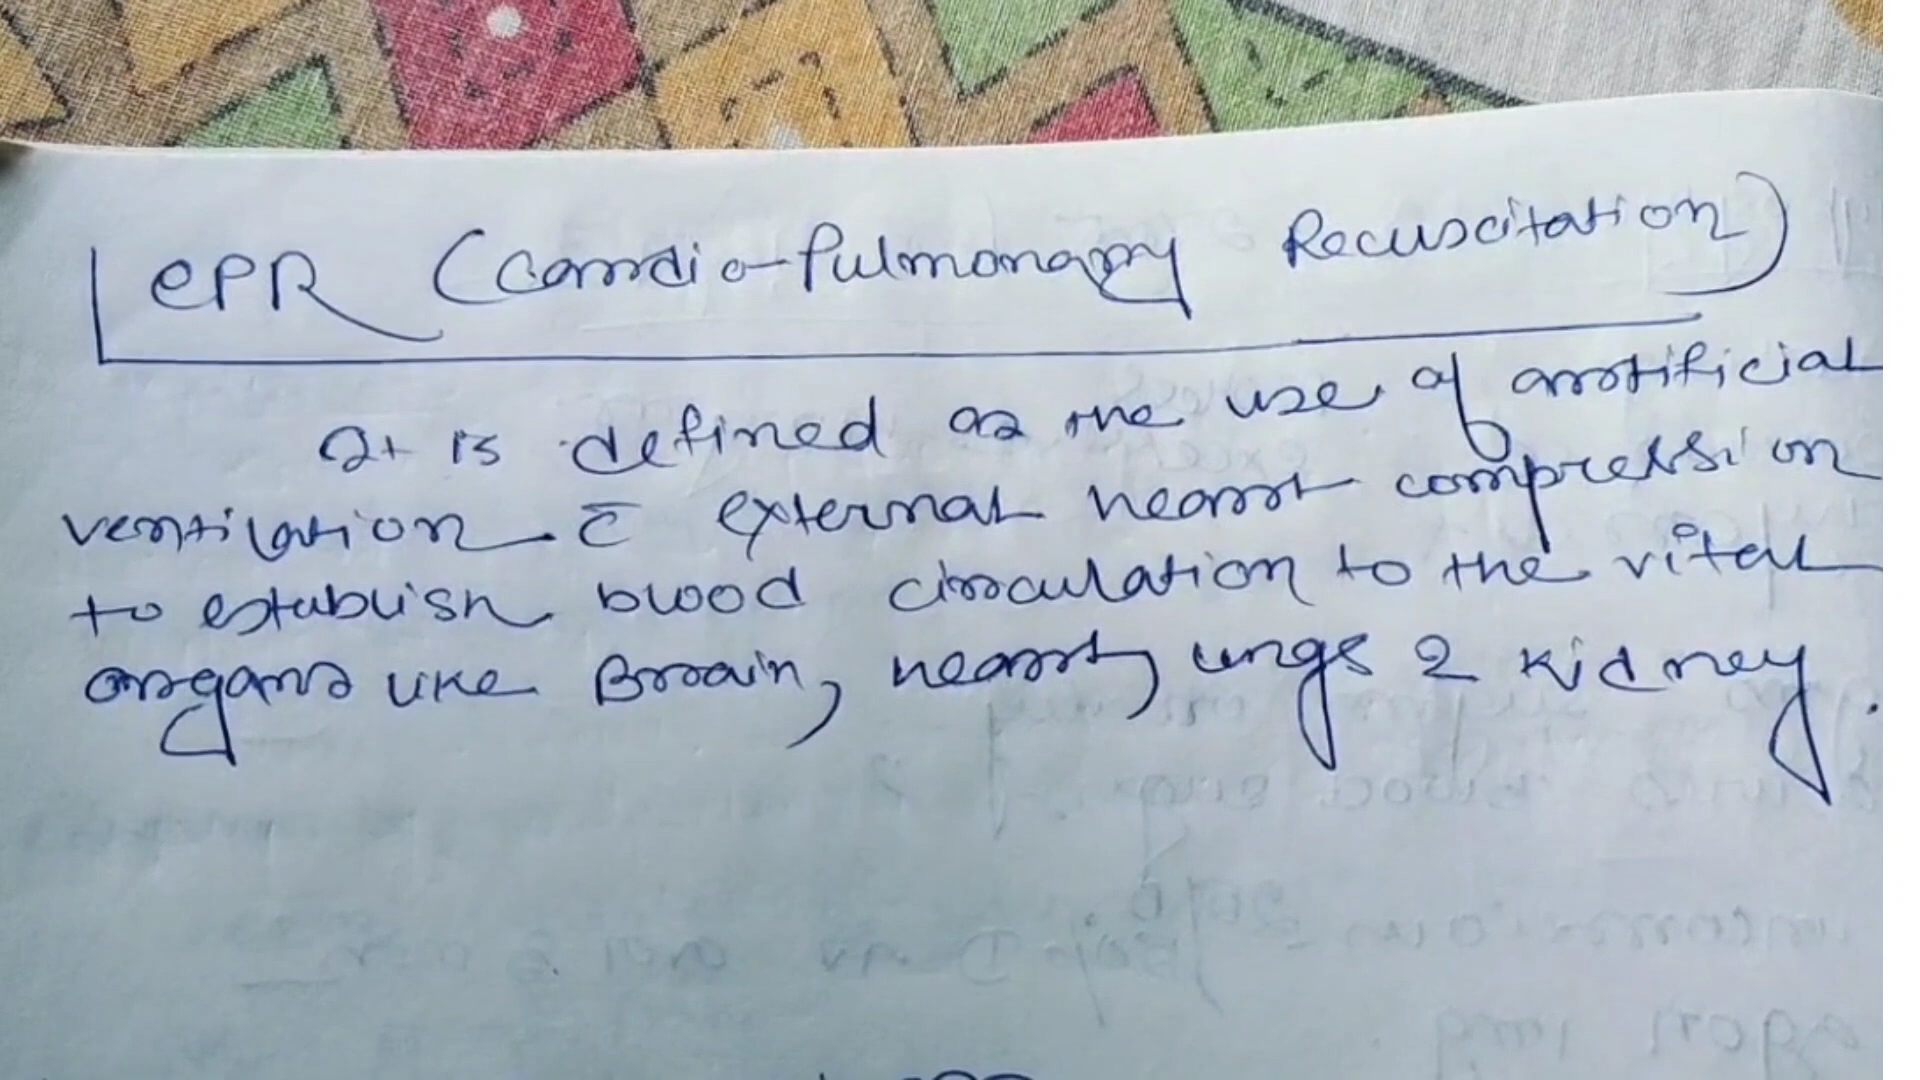 CPR (Cardio-Pulmonary Recuscitation)
It is defined as the use of artificial
ventilation c̄ external heart compression
to establish blood circulation to the vital
organs like Brain, heart, lungs & kidney.